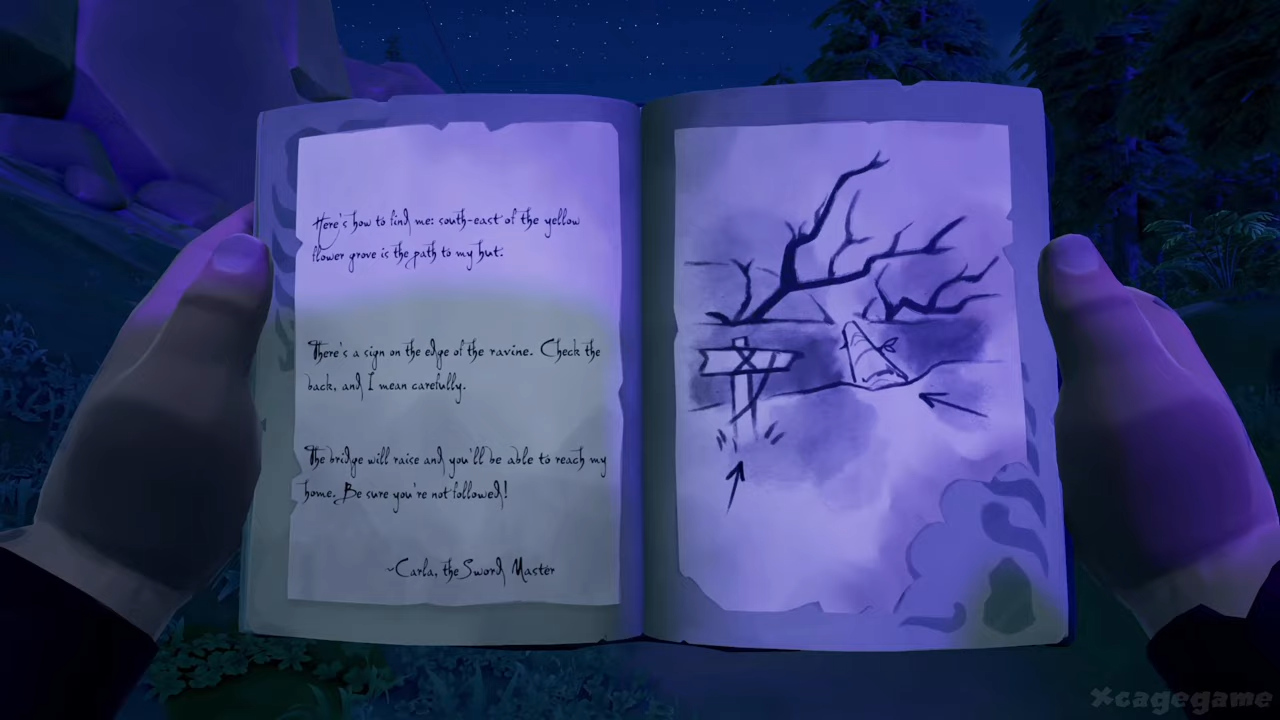 Here's how to find me: south-east of the yellow
flower grove is the path to my hut.
There's a sign on the edge of the ravine. Check the
back, and I mean carefully.
The bridge will raise and you'll be able to reach my
home. Be sure you're not followed!
~Carla, the Sword Master
Xcagegame